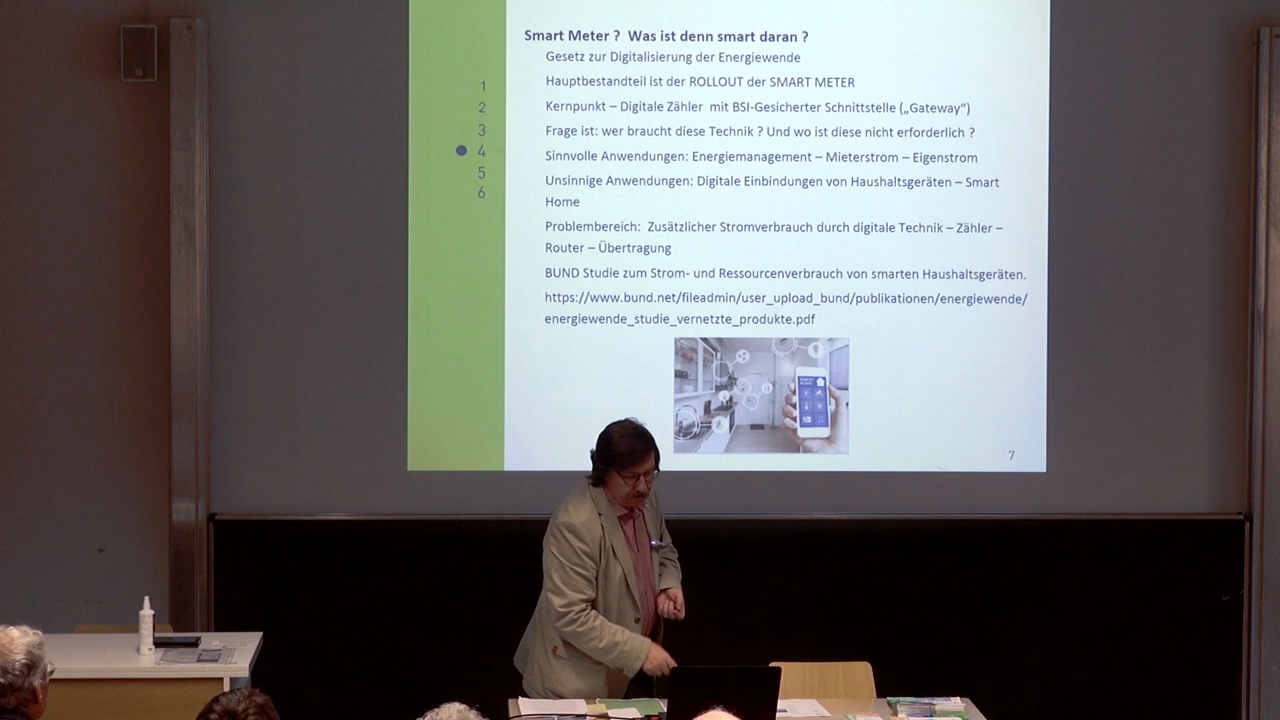 Smart Meter ? Was ist denn smart daran ?
Gesetz zur Digitalisierung der Energiewende
Hauptbestandteil ist der ROLLOUT der SMART METER
Kernpunkt – Digitale Zähler mit BSI-Gesicherter Schnittstelle („Gateway“)
Frage ist: wer braucht diese Technik ? Und wo ist diese nicht erforderlich ?
Sinnvolle Anwendungen: Energiemanagement – Mieterstrom – Eigenstrom
Unsinnige Anwendungen: Digitale Einbindungen von Haushaltsgeräten – Smart
Home
Problembereich: Zusätzlicher Stromverbrauch durch digitale Technik – Zähler –
Router – Übertragung
BUND Studie zum Strom- und Ressourcenverbrauch von smarten Haushaltsgeräten.
https://www.bund.net/fileadmin/user_upload_bund/publikationen/energiewende/
energiewende_studie_vernetzte_produkte.pdf
1
2
3
4
5
6
7